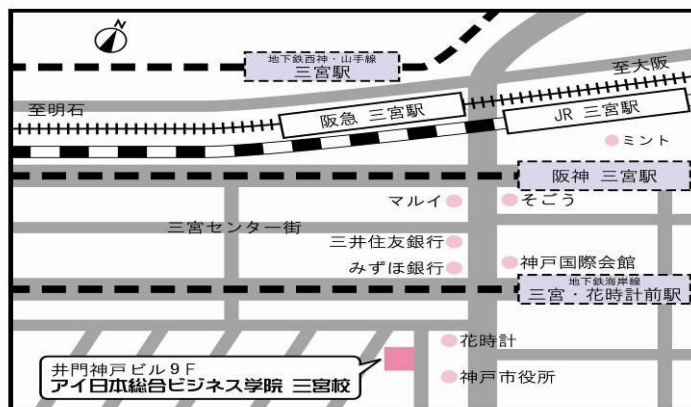 N
地下鉄西神・山手線
三宮駅
至大阪
至明石
阪急 三宮駅
JR 三宮駅
ミント
阪神 三宮駅
マルイ
そごう
三宮センター街
三井住友銀行
みずほ銀行
神戸国際会館
地下鉄海岸線
三宮・花時計前駅
花時計
井門神戸ビル9F
アイ日本総合ビジネス学院 三宮校
神戸市役所